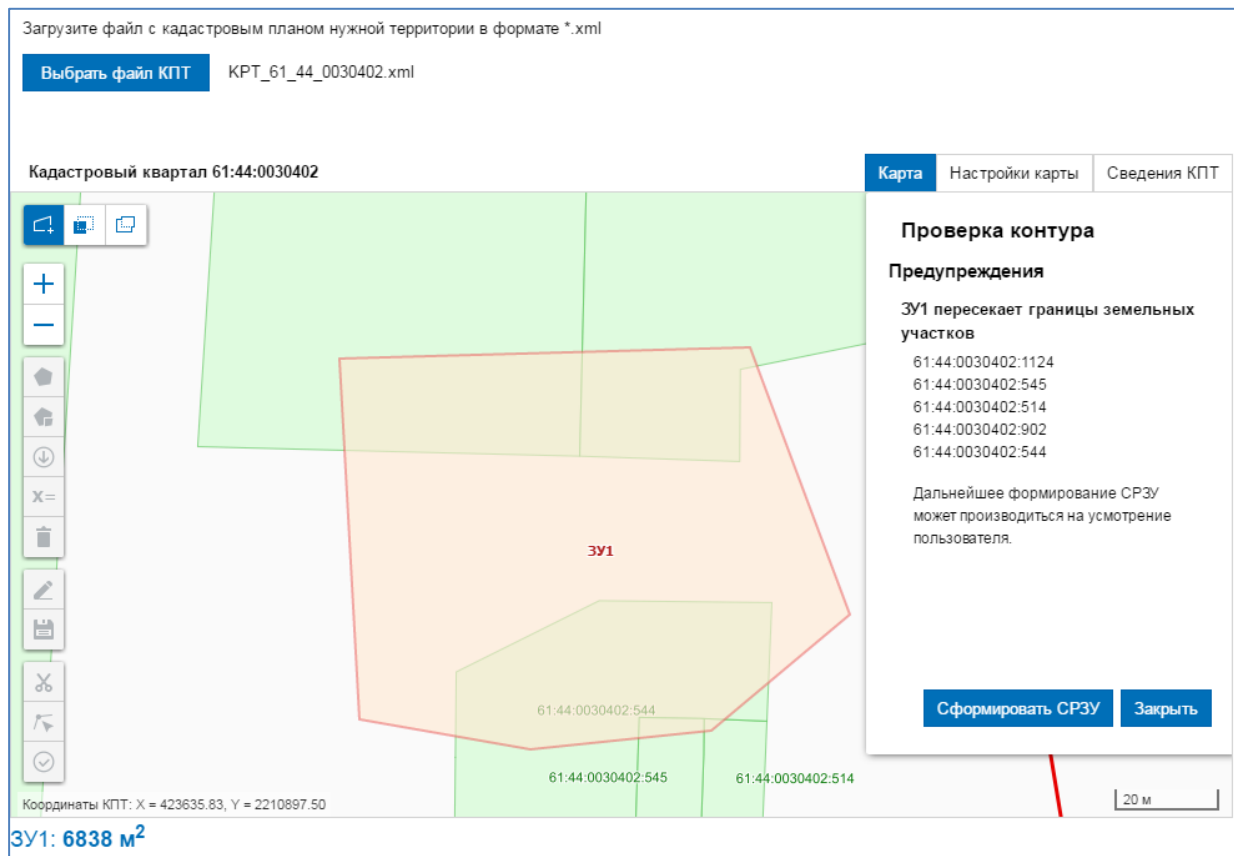 Загрузите файл с кадастровым планом нужной территории в формате *.xml
Выбрать файл КПТ KPT_61_44_0030402.xml
Кадастровый квартал 61:44:0030402
Карта Настройки карты Сведения КПТ
Проверка контура
Предупреждения
ЗУ1 пересекает границы земельных
участков
61:44:0030402:1124
61:44:0030402:545
61:44:0030402:514
61:44:0030402:902
61:44:0030402:544
Дальнейшее формирование СРЗУ
может производиться на усмотрение
пользователя.
Сформировать СРЗУ Закрыть
X=
ЗУ1
61:44:0030402:544
61:44:0030402:545 61:44:0030402:514
Координаты КПТ: X = 423635.83, Y = 2210897.50
20 м
ЗУ1: 6838 м²